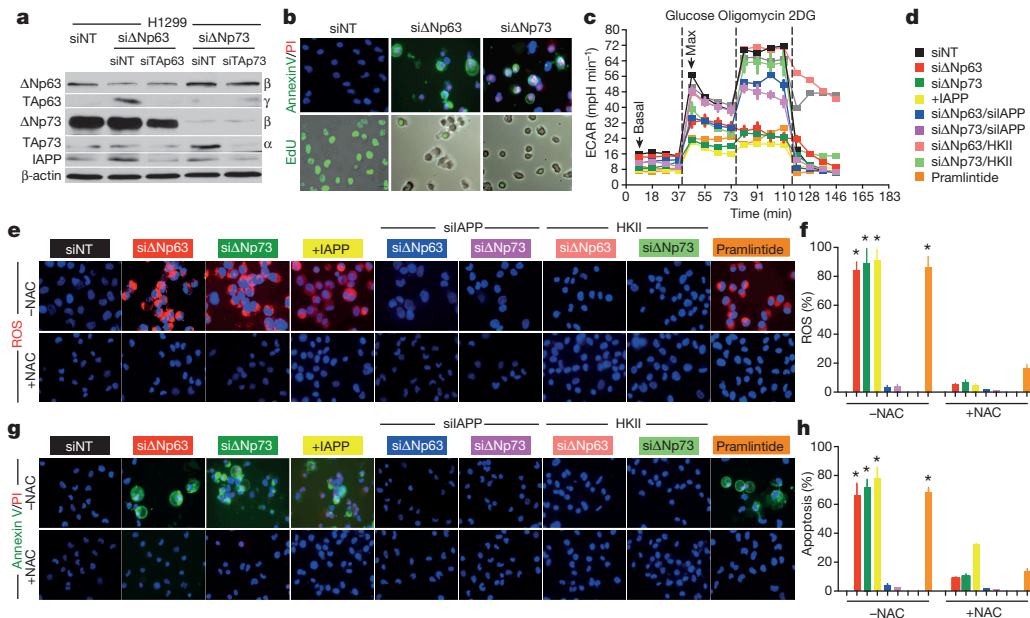 a
H1299
siNT
siΔNp63
siΔNp73
siNT siTAp63 siNT siTAp73
ΔNp63 β
TAp63 γ
ΔNp73 β
TAp73 α
IAPP
β-actin
b
siNT siΔNp63 siΔNp73
AnnexinV/PI
EdU
c
Glucose Oligomycin 2DG
ECAR (mpH min⁻¹)
72
66
60
54
48
42
36
30
24
18
12
6
0
Basal
Max
0 18 37 55 73 91 110 128 146 183
Time (min)
d
siNT
siΔNp63
siΔNp73
+IAPP
siΔNp63/siIAPP
siΔNp73/siIAPP
siΔNp63/HKII
siΔNp73/HKII
Pramlintide
e
siIAPP HKII
siNT siΔNp63 siΔNp73 +IAPP siΔNp63 siΔNp73 siΔNp63 siΔNp73 Pramlintide
ROS
–NAC
+NAC
f
ROS (%)
100
80
60
40
20
0
* * * *
–NAC +NAC
g
siIAPP HKII
siNT siΔNp63 siΔNp73 +IAPP siΔNp63 siΔNp73 siΔNp63 siΔNp73 Pramlintide
Annexin V/PI
–NAC
+NAC
h
Apoptosis (%)
100
80
60
40
20
0
* * * *
–NAC +NAC